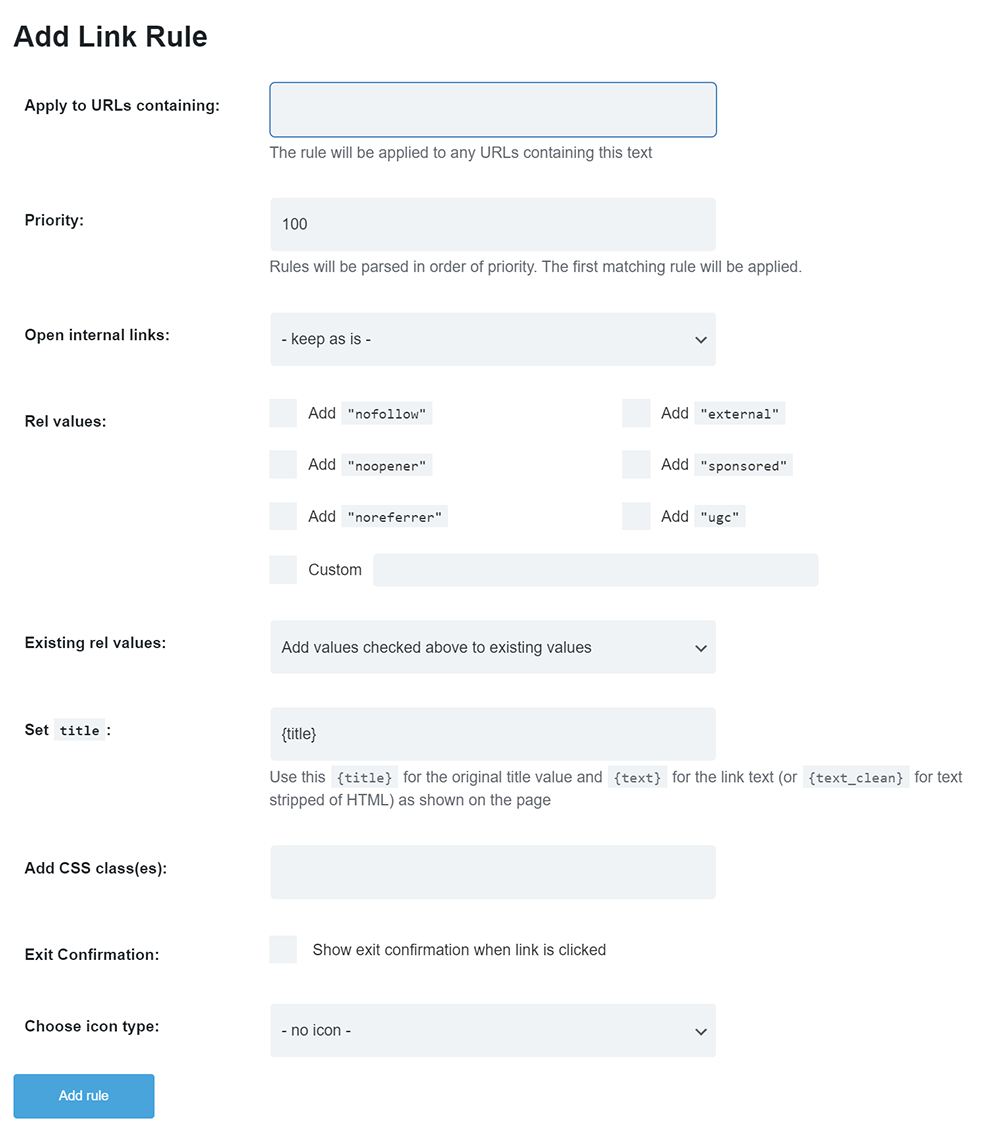 Add Link Rule
Apply to URLs containing:
The rule will be applied to any URLs containing this text
Priority:
100
Rules will be parsed in order of priority. The first matching rule will be applied.
Open internal links:
- keep as is -
Rel values:
Add "nofollow"
Add "external"
Add "noopener"
Add "sponsored"
Add "noreferrer"
Add "ugc"
Custom
Existing rel values:
Add values checked above to existing values
Set title :
{title}
Use this {title} for the original title value and {text} for the link text (or {text_clean} for text
stripped of HTML) as shown on the page
Add CSS class(es):
Exit Confirmation:
Show exit confirmation when link is clicked
Choose icon type:
- no icon -
Add rule